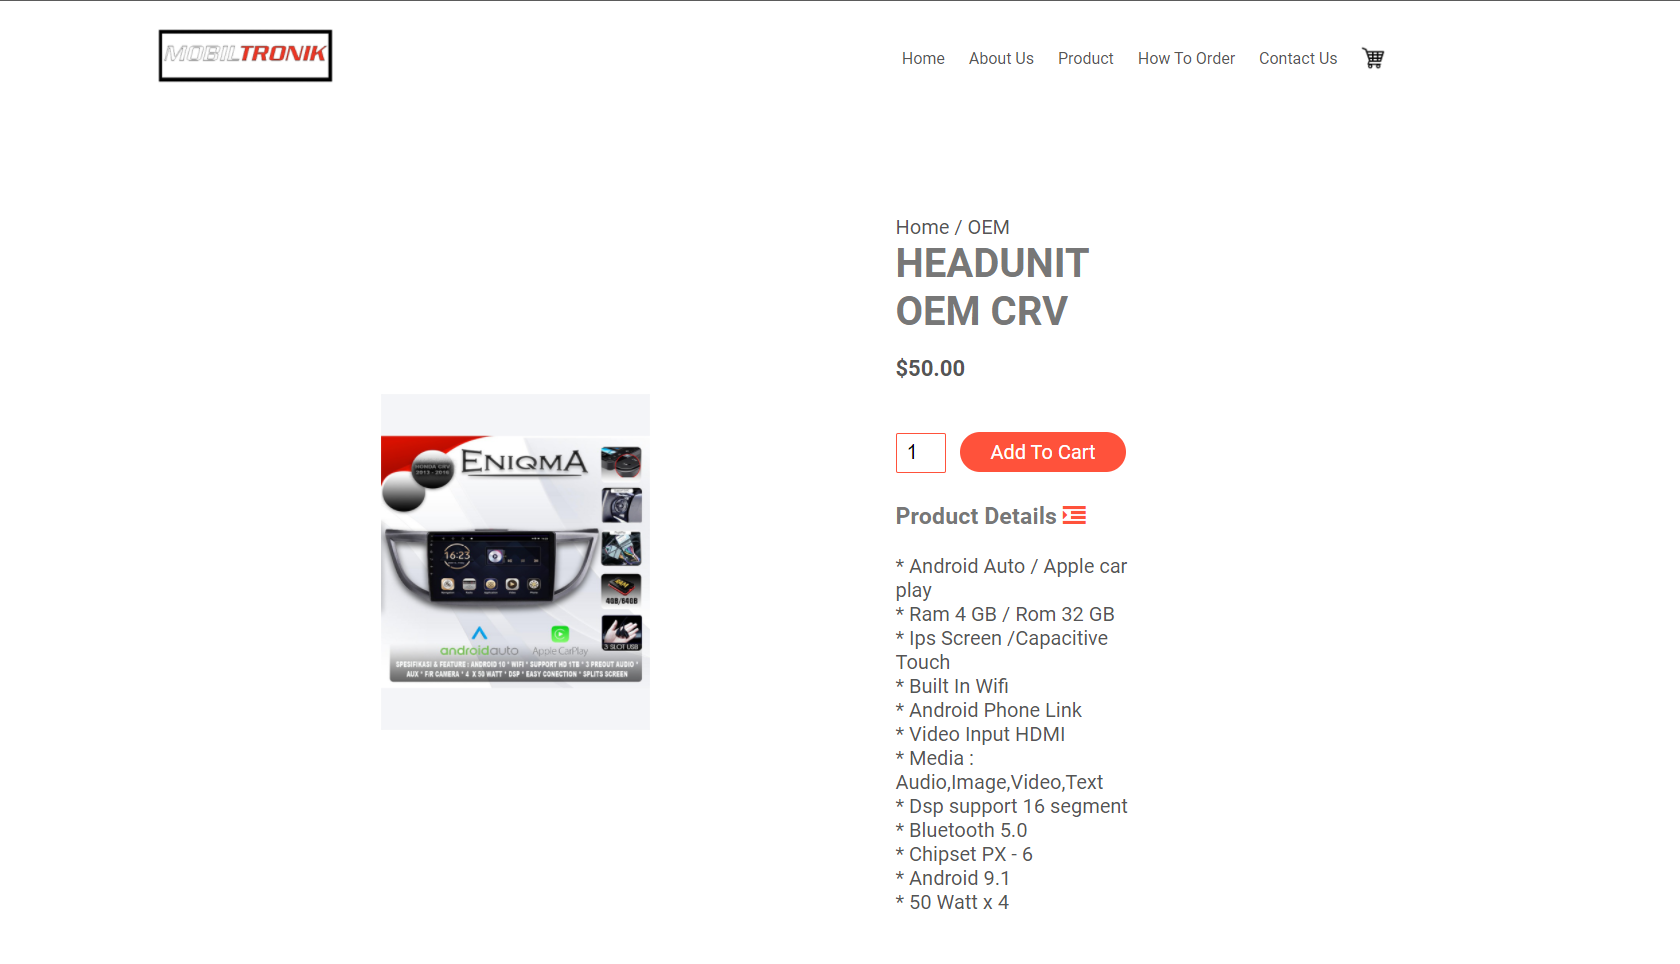 MOBILTRONIK
Home About Us Product How To Order Contact Us
Home / OEM
HEADUNIT
OEM CRV
$50.00
1 Add To Cart
Product Details
* Android Auto / Apple car
play
* Ram 4 GB / Rom 32 GB
* Ips Screen /Capacitive
Touch
* Built In Wifi
* Android Phone Link
* Video Input HDMI
* Media :
Audio,Image,Video,Text
* Dsp support 16 segment
* Bluetooth 5.0
* Chipset PX - 6
* Android 9.1
* 50 Watt x 4
HONDA CRV
2013 - 2016
ENIQMA
16:23
4GB/64GB
3 SLOT USB
androidauto Apple CarPlay
SPESIFIKASI & FEATURE : ANDROID 10 * WIFI * SUPPORT HD 1TB * 3 PREOUT AUDIO *
AUX * F/R CAMERA * 4 X 50 WATT * DSP * EASY CONECTION * SPLITS SCREEN